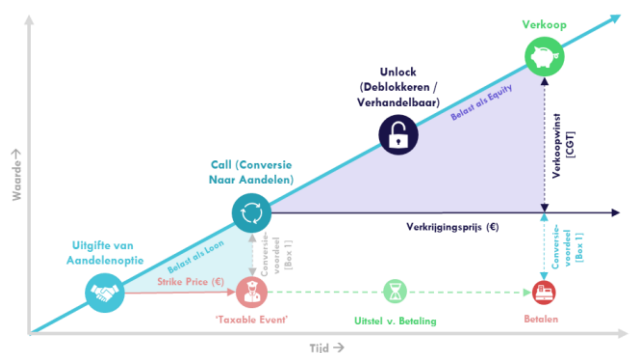 Verkoop
Unlock
(Deblokkeren /
Verhandelbaar)
Belast als Equity
Verkoopwinst
[CGT]
Call (Conversie
Naar Aandelen)
Waarde→
Verkrijgingsprijs (€)
Uitgifte van
Aandelenoptie
Belast als Loon
Conversie-
voordeel
[Box 1]
Conversie-
voordeel
[Box 1]
Strike Price (€)
'Taxable Event'
Uitstel v. Betaling
Betalen
Tijd →